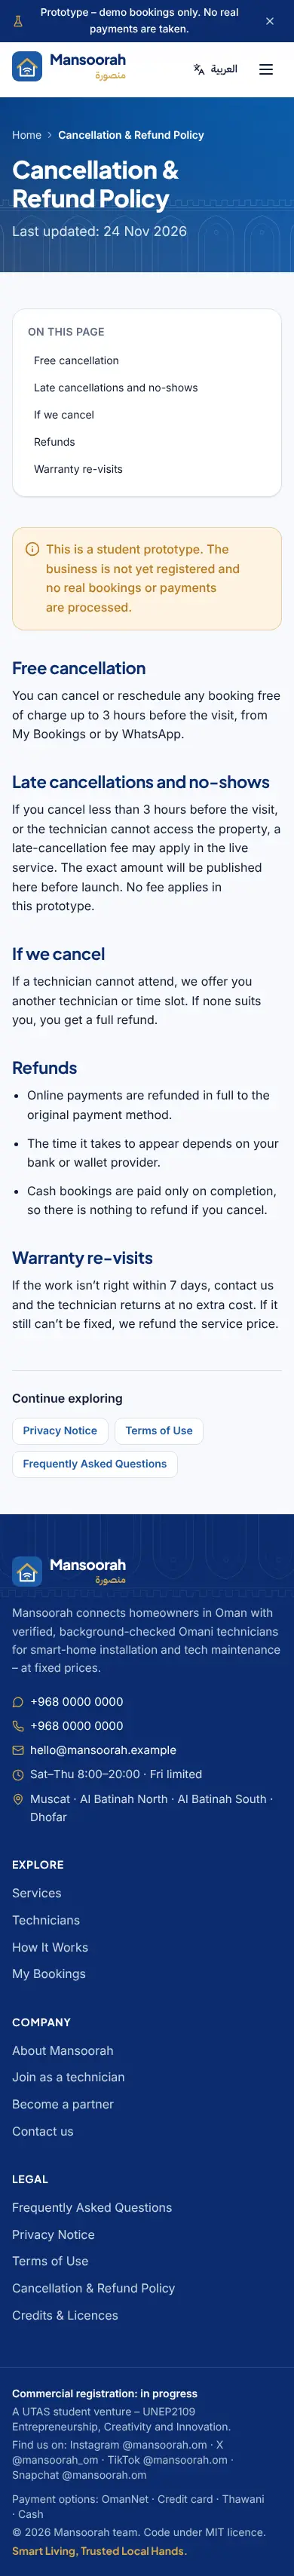 Prototype – demo bookings only. No real
payments are taken.
Mansoorah
منصورة
العربية
Home › Cancellation & Refund Policy
Cancellation &
Refund Policy
Last updated: 24 Nov 2026
ON THIS PAGE
Free cancellation
Late cancellations and no-shows
If we cancel
Refunds
Warranty re-visits
This is a student prototype. The
business is not yet registered and
no real bookings or payments
are processed.
Free cancellation
You can cancel or reschedule any booking free
of charge up to 3 hours before the visit, from
My Bookings or by WhatsApp.
Late cancellations and no-shows
If you cancel less than 3 hours before the visit,
or the technician cannot access the property, a
late-cancellation fee may apply in the live
service. The exact amount will be published
here before launch. No fee applies in
this prototype.
If we cancel
If a technician cannot attend, we offer you
another technician or time slot. If none suits
you, you get a full refund.
Refunds
• Online payments are refunded in full to the
original payment method.
• The time it takes to appear depends on your
bank or wallet provider.
• Cash bookings are paid only on completion,
so there is nothing to refund if you cancel.
Warranty re-visits
If the work isn't right within 7 days, contact us
and the technician returns at no extra cost. If it
still can't be fixed, we refund the service price.
Continue exploring
Privacy Notice
Terms of Use
Frequently Asked Questions
Mansoorah
منصورة
Mansoorah connects homeowners in Oman with
verified, background-checked Omani technicians
for smart-home installation and tech maintenance
– at fixed prices.
+968 0000 0000
+968 0000 0000
hello@mansoorah.example
Sat–Thu 8:00–20:00 · Fri limited
Muscat · Al Batinah North · Al Batinah South ·
Dhofar
EXPLORE
Services
Technicians
How It Works
My Bookings
COMPANY
About Mansoorah
Join as a technician
Become a partner
Contact us
LEGAL
Frequently Asked Questions
Privacy Notice
Terms of Use
Cancellation & Refund Policy
Credits & Licences
Commercial registration: in progress
A UTAS student venture – UNEP2109
Entrepreneurship, Creativity and Innovation.
Find us on: Instagram @mansoorah.om · X
@mansoorah_om · TikTok @mansoorah.om ·
Snapchat @mansoorah.om
Payment options: OmanNet · Credit card · Thawani
· Cash
© 2026 Mansoorah team. Code under MIT licence.
Smart Living, Trusted Local Hands.